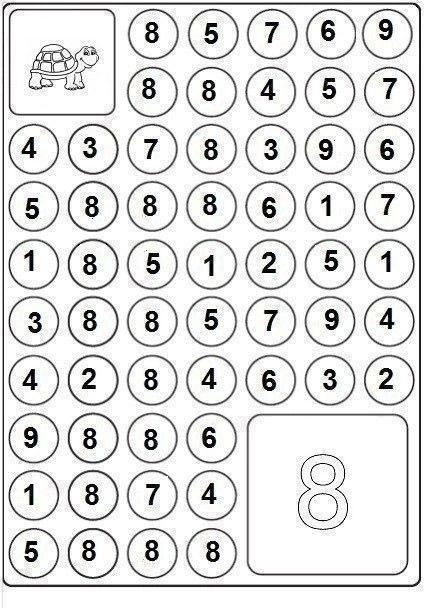 8 5 7 6 9
8 8 4 5 7
4 3 7 8 3 9 6
5 8 8 8 6 1 7
1 8 5 1 2 5 1
3 8 8 5 7 9 4
4 2 8 4 6 3 2
9 8 8 6
8
1 8 7 4
5 8 8 8